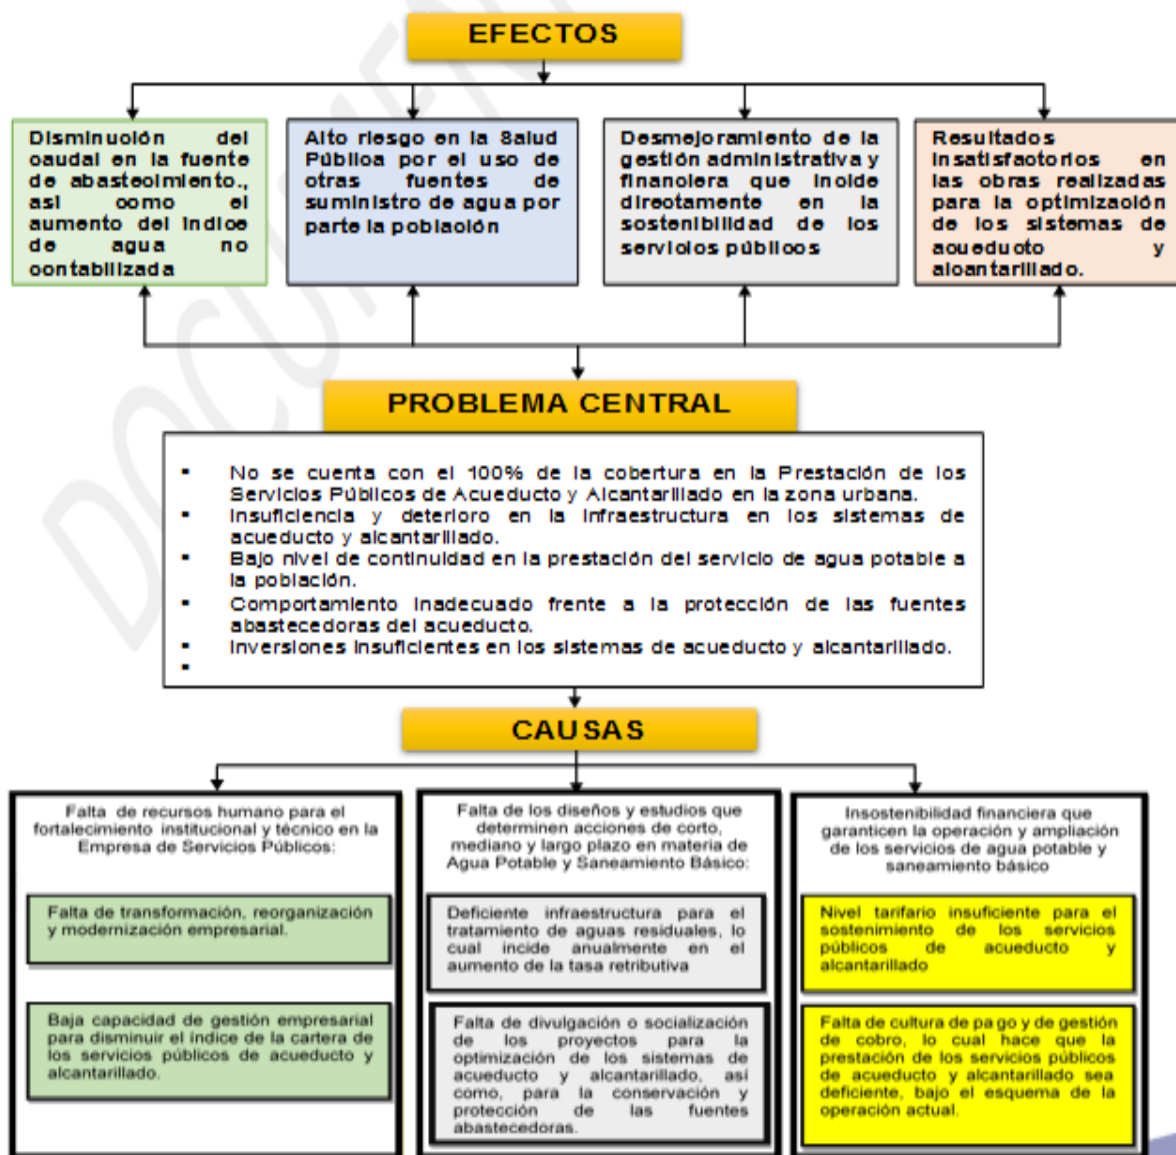 EFECTOS
Disminución del
caudal en la fuente
de abastecimiento.,
así como el
aumento del índice
de agua no
contabilizada
Alto riesgo en la Salud
Pública por el uso de
otras fuentes de
suministro de agua por
parte la población
Desmejoramiento de la
gestión administrativa y
financiera que incide
directamente en la
sostenibilidad de los
servicios públicos
Resultados
insatisfactorios en
las obras realizadas
para la optimización
de los sistemas de
acueducto y
alcantarillado.
PROBLEMA CENTRAL
▪ No se cuenta con el 100% de la cobertura en la Prestación de los
Servicios Públicos de Acueducto y Alcantarillado en la zona urbana.
▪ Insuficiencia y deterioro en la infraestructura en los sistemas de
acueducto y alcantarillado.
▪ Bajo nivel de continuidad en la prestación del servicio de agua potable a
la población.
▪ Comportamiento inadecuado frente a la protección de las fuentes
abastecedoras del acueducto.
▪ Inversiones insuficientes en los sistemas de acueducto y alcantarillado.
▪
CAUSAS
Falta de recursos humano para el
fortalecimiento institucional y técnico en la
Empresa de Servicios Públicos:
Falta de transformación, reorganización
y modernización empresarial.
Baja capacidad de gestión empresarial
para disminuir el índice de la cartera de
los servicios públicos de acueducto y
alcantarillado.
Falta de los diseños y estudios que
determinen acciones de corto,
mediano y largo plazo en materia de
Agua Potable y Saneamiento Básico:
Deficiente infraestructura para el
tratamiento de aguas residuales, lo
cual incide anualmente en el
aumento de la tasa retributiva
Falta de divulgación o socialización
de los proyectos para la
optimización de los sistemas de
acueducto y alcantarillado, así
como, para la conservación y
protección de las fuentes
abastecedoras.
Insostenibilidad financiera que
garanticen la operación y ampliación
de los servicios de agua potable y
saneamiento básico
Nivel tarifario insuficiente para el
sostenimiento de los servicios
públicos de acueducto y
alcantarillado
Falta de cultura de pa go y de gestión
de cobro, lo cual hace que la
prestación de los servicios públicos
de acueducto y alcantarillado sea
deficiente, bajo el esquema de la
operación actual.